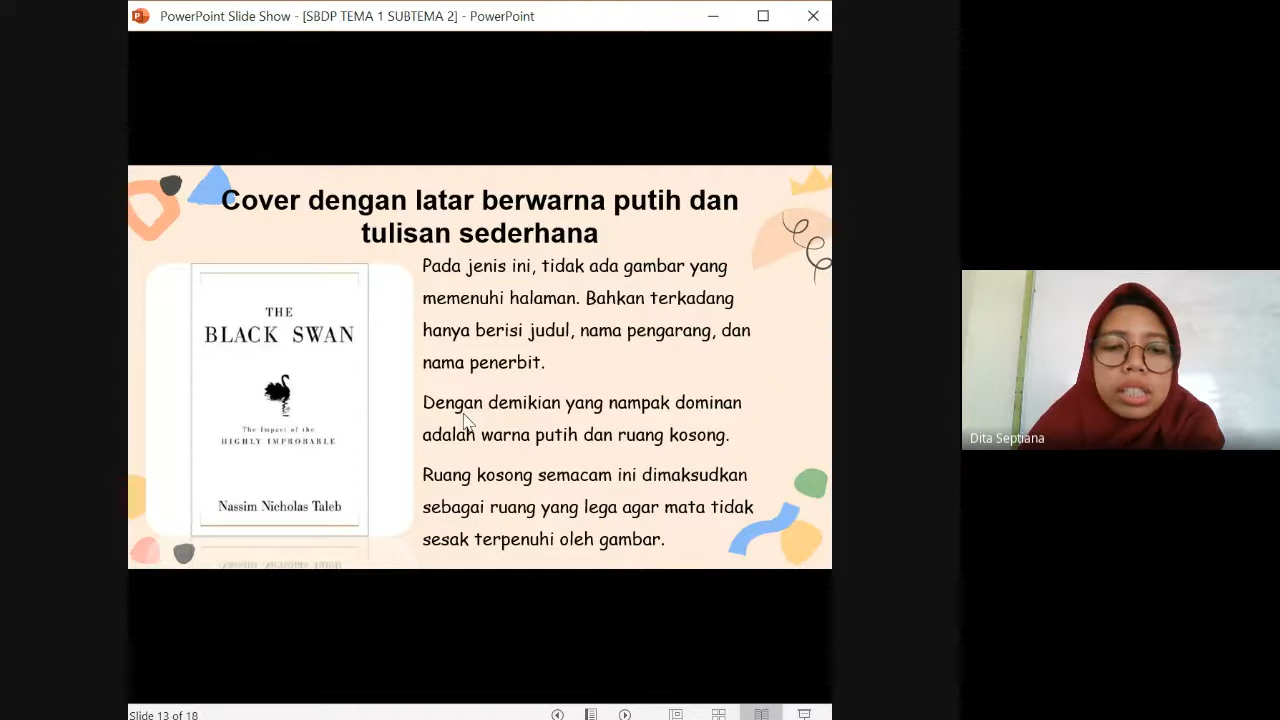 PowerPoint Slide Show - [SBDP TEMA 1 SUBTEMA 2] - PowerPoint
Cover dengan latar berwarna putih dan
tulisan sederhana
THE
BLACK SWAN
The Impact of the
HIGHLY IMPROBABLE
Nassim Nicholas Taleb
Pada jenis ini, tidak ada gambar yang
memenuhi halaman. Bahkan terkadang
hanya berisi judul, nama pengarang, dan
nama penerbit.
Dengan demikian yang nampak dominan
adalah warna putih dan ruang kosong.
Ruang kosong semacam ini dimaksudkan
sebagai ruang yang lega agar mata tidak
sesak terpenuhi oleh gambar.
Dita Septiana
Slide 13 of 18